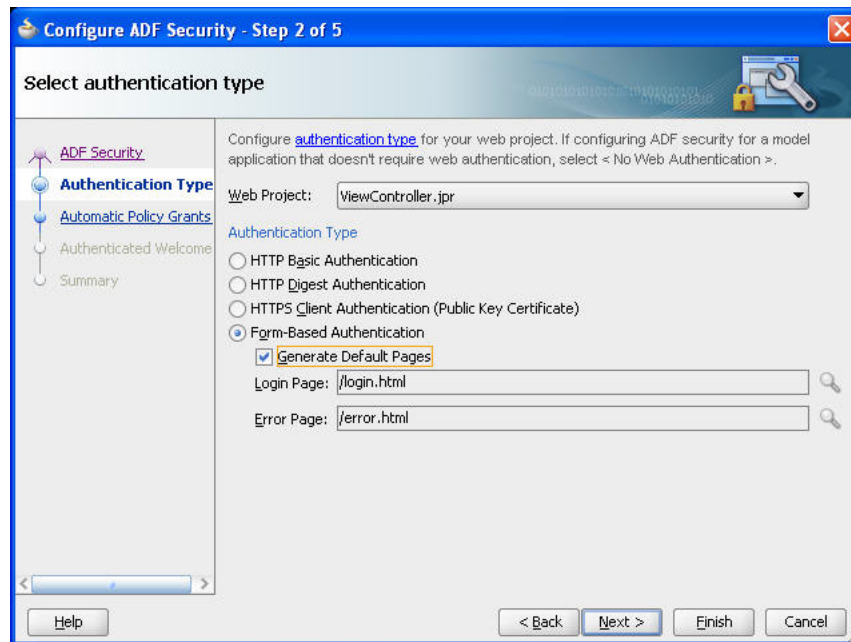 Configure ADF Security - Step 2 of 5
Select authentication type
ADF Security
Authentication Type
Automatic Policy Grants
Authenticated Welcome
Summary
Configure authentication type for your web project. If configuring ADF security for a model
application that doesn't require web authentication, select < No Web Authentication >.
Web Project: ViewController.jpr
Authentication Type
HTTP Basic Authentication
HTTP Digest Authentication
HTTPS Client Authentication (Public Key Certificate)
Form-Based Authentication
Generate Default Pages
Login Page: /login.html
Error Page: /error.html
Help
< Back
Next >
Finish
Cancel